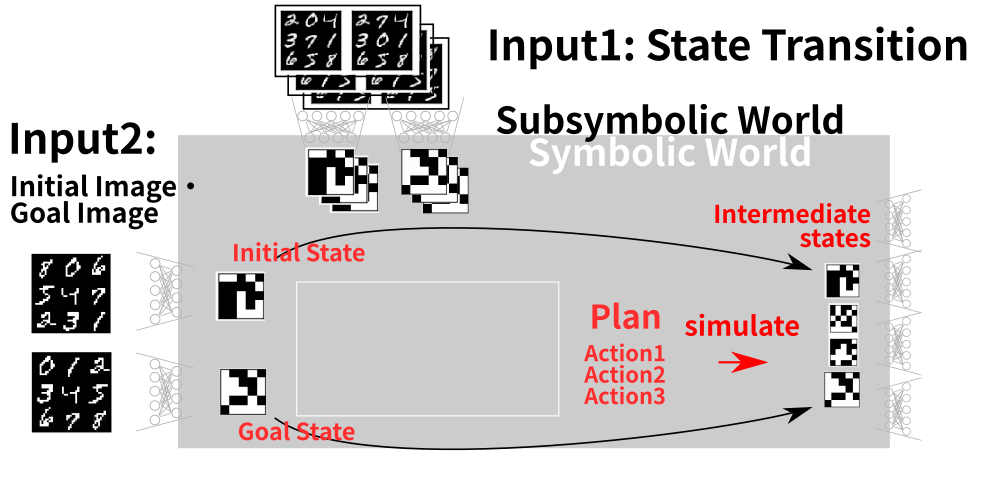 2 0 4 2 7 4
3 7 1 3 0 1
6 5 8 6 5 8
Input1: State Transition
Subsymbolic World
Symbolic World
Input2:
Initial Image •
Goal Image
Intermediate
states
Initial State
8 0 6
5 4 7
2 3 1
Plan
simulate
Action1
Action2
Action3
0 1 2
3 4 5
6 7 8
Goal State